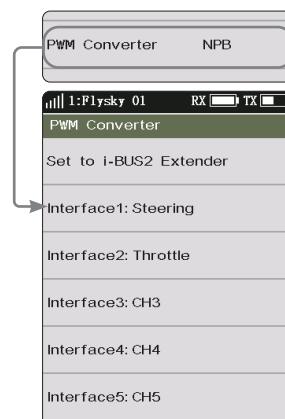 PWM Converter NPB
1:Flysky 01 RX TX
PWM Converter
Set to i-BUS2 Extender
Interface1: Steering
Interface2: Throttle
Interface3: CH3
Interface4: CH4
Interface5: CH5